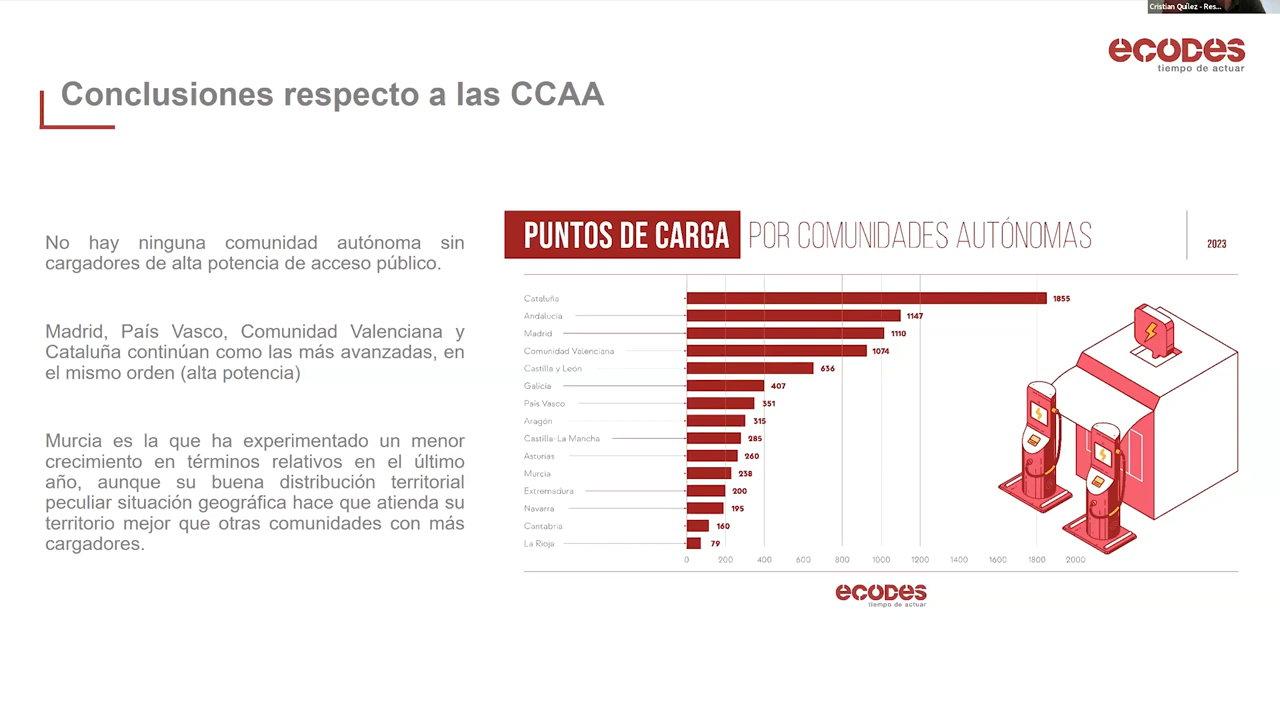 Cristian Quílez - Res...
ecodes
tiempo de actuar
Conclusiones respecto a las CCAA
No hay ninguna comunidad autónoma sin
cargadores de alta potencia de acceso público.
Madrid, País Vasco, Comunidad Valenciana y
Cataluña continúan como las más avanzadas, en
el mismo orden (alta potencia)
Murcia es la que ha experimentado un menor
crecimiento en términos relativos en el último
año, aunque su buena distribución territorial
peculiar situación geográfica hace que atienda su
territorio mejor que otras comunidades con más
cargadores.
PUNTOS DE CARGA POR COMUNIDADES AUTÓNOMAS 2023
Cataluña 1855
Andalucía 1147
Madrid 1110
Comunidad Valenciana 1074
Castilla y León 636
Galicia 407
País Vasco 351
Aragón 315
Castilla-La Mancha 285
Asturias 260
Murcia 238
Extremadura 200
Navarra 195
Cantabria 160
La Rioja 79
0 200 400 600 800 1000 1200 1400 1600 1800 2000
ecodes
tiempo de actuar